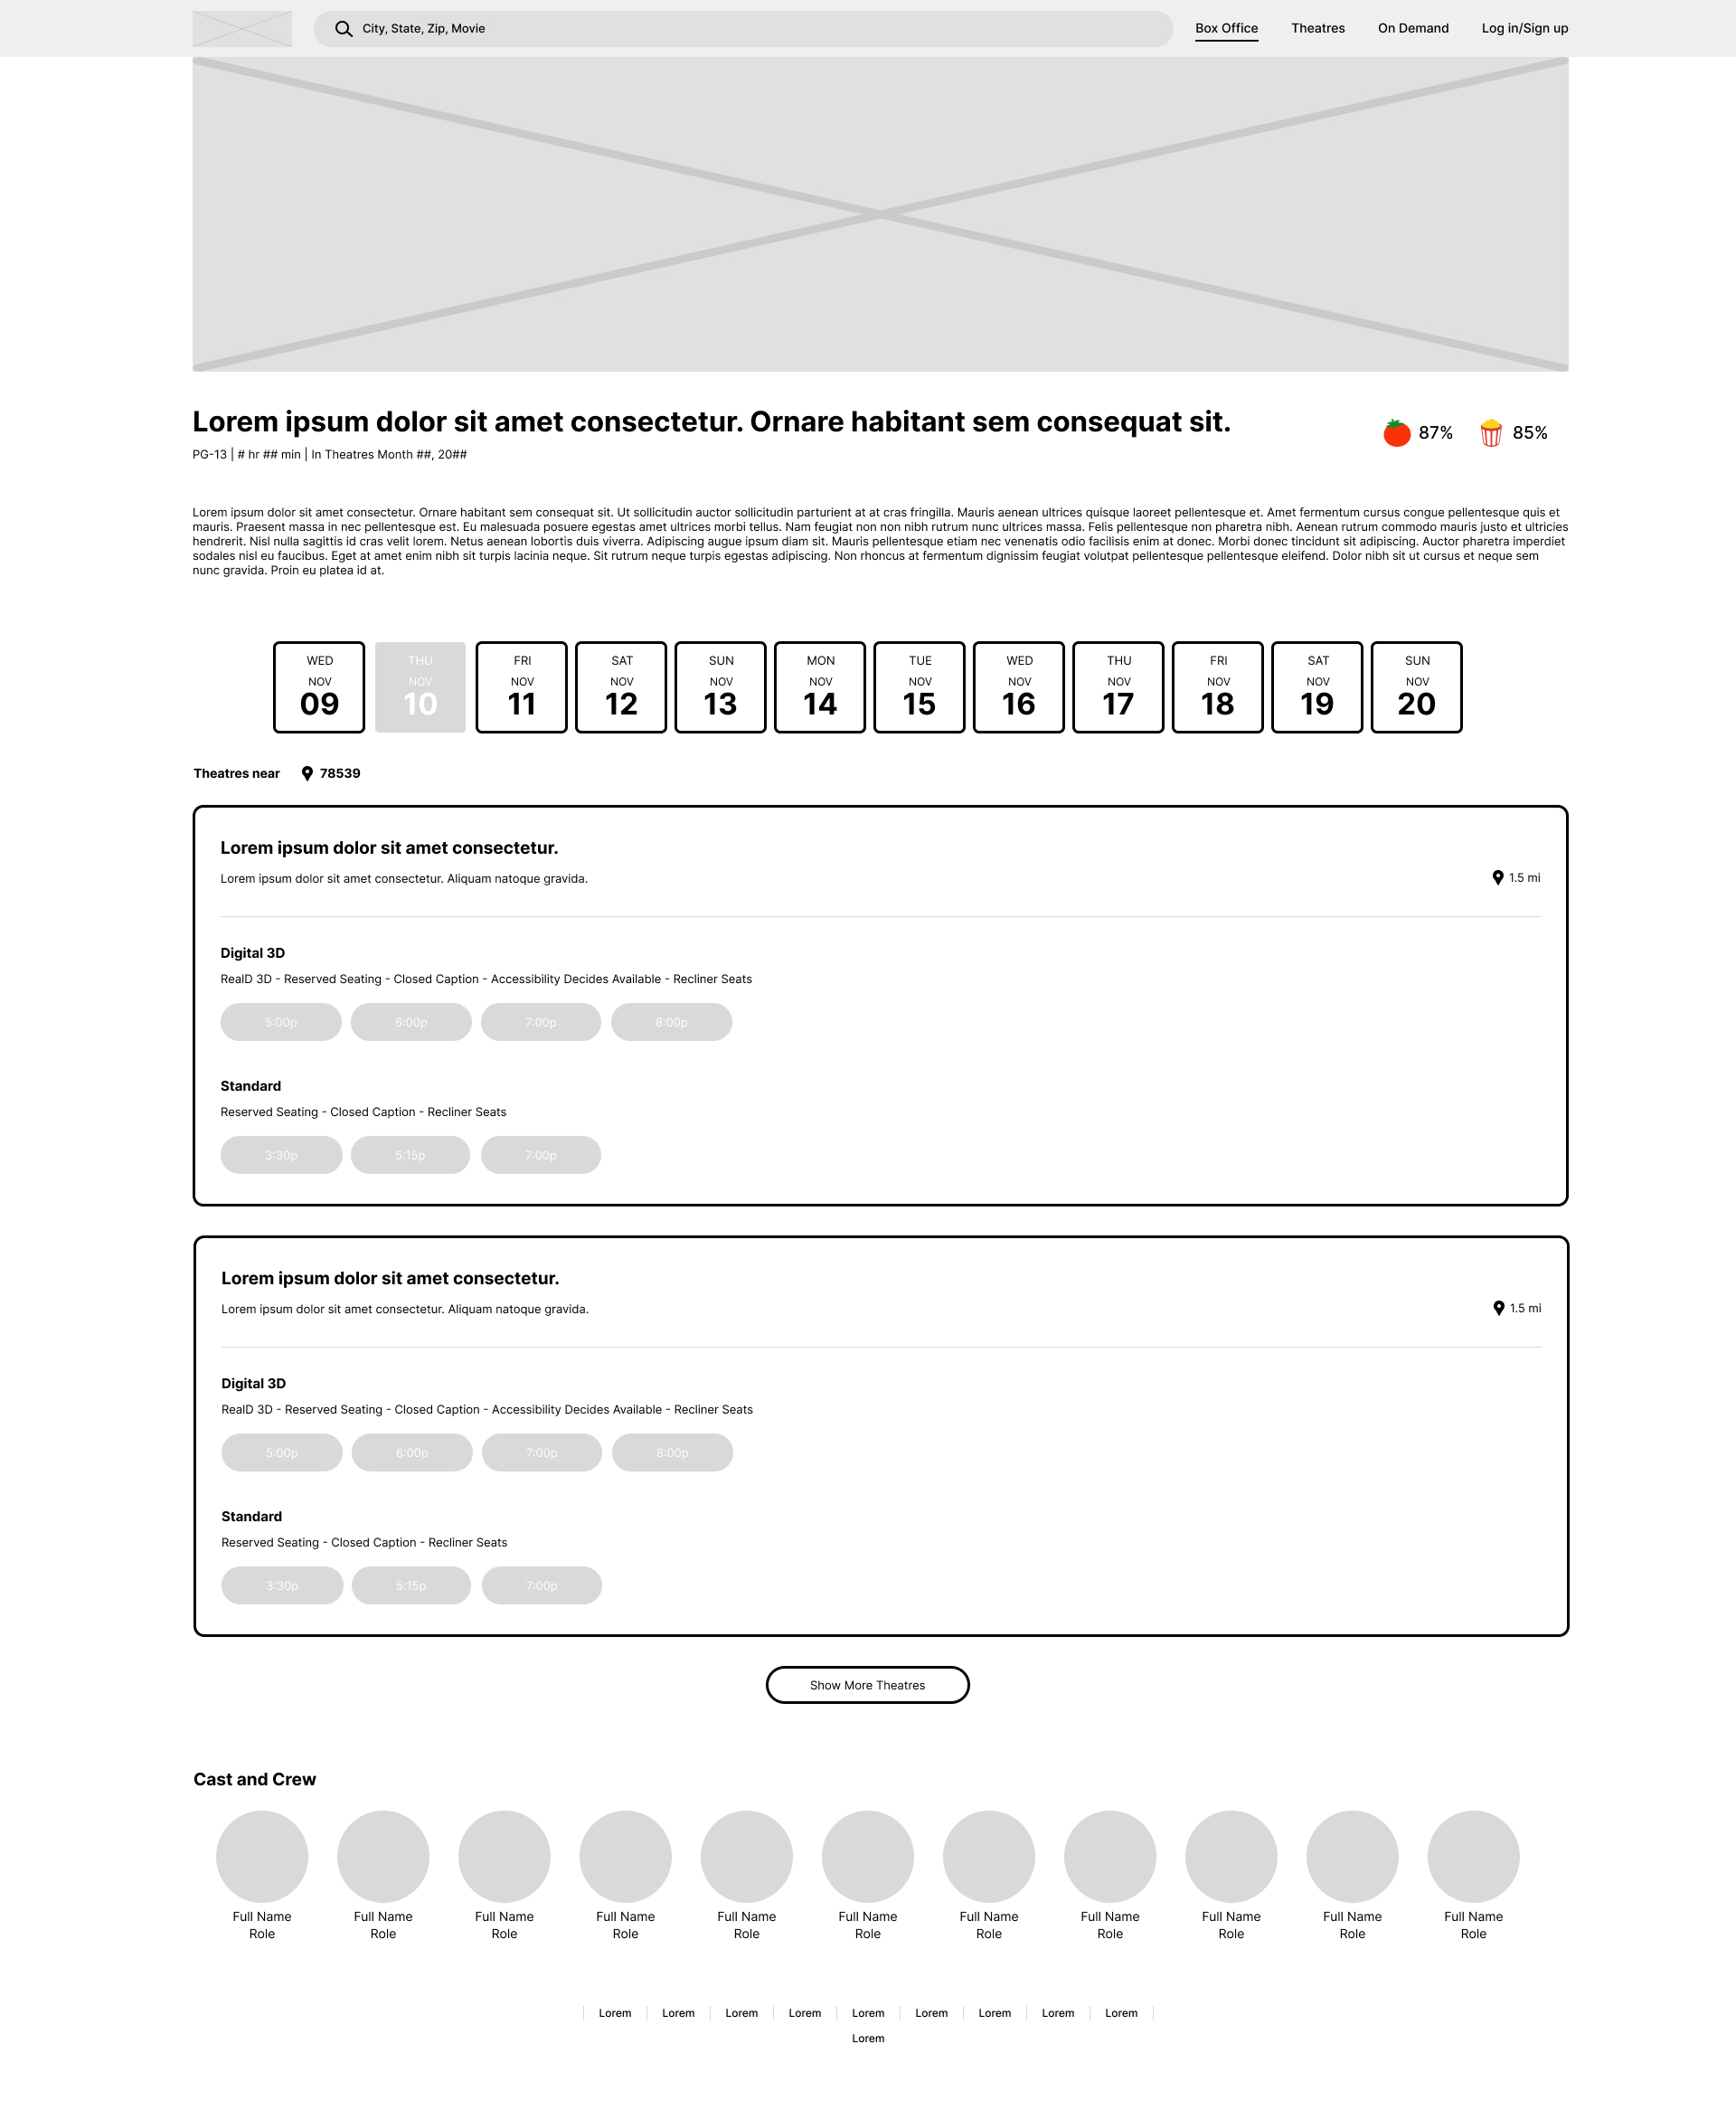 City, State, Zip, Movie
Box Office
Theatres
On Demand
Log in/Sign up
Lorem ipsum dolor sit amet consectetur. Ornare habitant sem consequat sit.
87%
85%
PG-13 | # hr ## min | In Theatres Month ##, 20##
Lorem ipsum dolor sit amet consectetur. Ornare habitant sem consequat sit. Ut sollicitudin auctor sollicitudin parturient at at cras fringilla. Mauris aenean ultrices quisque laoreet pellentesque et. Amet fermentum cursus congue pellentesque quis et
mauris. Praesent massa in nec pellentesque est. Eu malesuada posuere egestas amet ultrices morbi tellus. Nam feugiat non non nibh rutrum nunc ultrices massa. Felis pellentesque non pharetra nibh. Aenean rutrum commodo mauris justo et ultricies
hendrerit. Nisl nulla sagittis id cras velit lorem. Netus aenean lobortis duis viverra. Adipiscing augue ipsum diam sit. Mauris pellentesque etiam nec venenatis odio facilisis enim at donec. Morbi donec tincidunt sit adipiscing. Auctor pharetra imperdiet
sodales nisl eu faucibus. Eget at amet enim nibh sit turpis lacinia neque. Sit rutrum neque turpis egestas adipiscing. Non rhoncus at fermentum dignissim feugiat volutpat pellentesque pellentesque eleifend. Dolor nibh sit ut cursus et neque sem
nunc gravida. Proin eu platea id at.
WED
NOV
09
THU
NOV
10
FRI
NOV
11
SAT
NOV
12
SUN
NOV
13
MON
NOV
14
TUE
NOV
15
WED
NOV
16
THU
NOV
17
FRI
NOV
18
SAT
NOV
19
SUN
NOV
20
Theatres near 78539
Lorem ipsum dolor sit amet consectetur.
Lorem ipsum dolor sit amet consectetur. Aliquam natoque gravida.
1.5 mi
Digital 3D
RealD 3D - Reserved Seating - Closed Caption - Accessibility Decides Available - Recliner Seats
5:00p
6:00p
7:00p
8:00p
Standard
Reserved Seating - Closed Caption - Recliner Seats
3:30p
5:15p
7:00p
Lorem ipsum dolor sit amet consectetur.
Lorem ipsum dolor sit amet consectetur. Aliquam natoque gravida.
1.5 mi
Digital 3D
RealD 3D - Reserved Seating - Closed Caption - Accessibility Decides Available - Recliner Seats
5:00p
6:00p
7:00p
8:00p
Standard
Reserved Seating - Closed Caption - Recliner Seats
3:30p
5:15p
7:00p
Show More Theatres
Cast and Crew
Full Name
Role
Full Name
Role
Full Name
Role
Full Name
Role
Full Name
Role
Full Name
Role
Full Name
Role
Full Name
Role
Full Name
Role
Full Name
Role
Full Name
Role
Lorem | Lorem | Lorem | Lorem | Lorem | Lorem | Lorem | Lorem | Lorem
Lorem